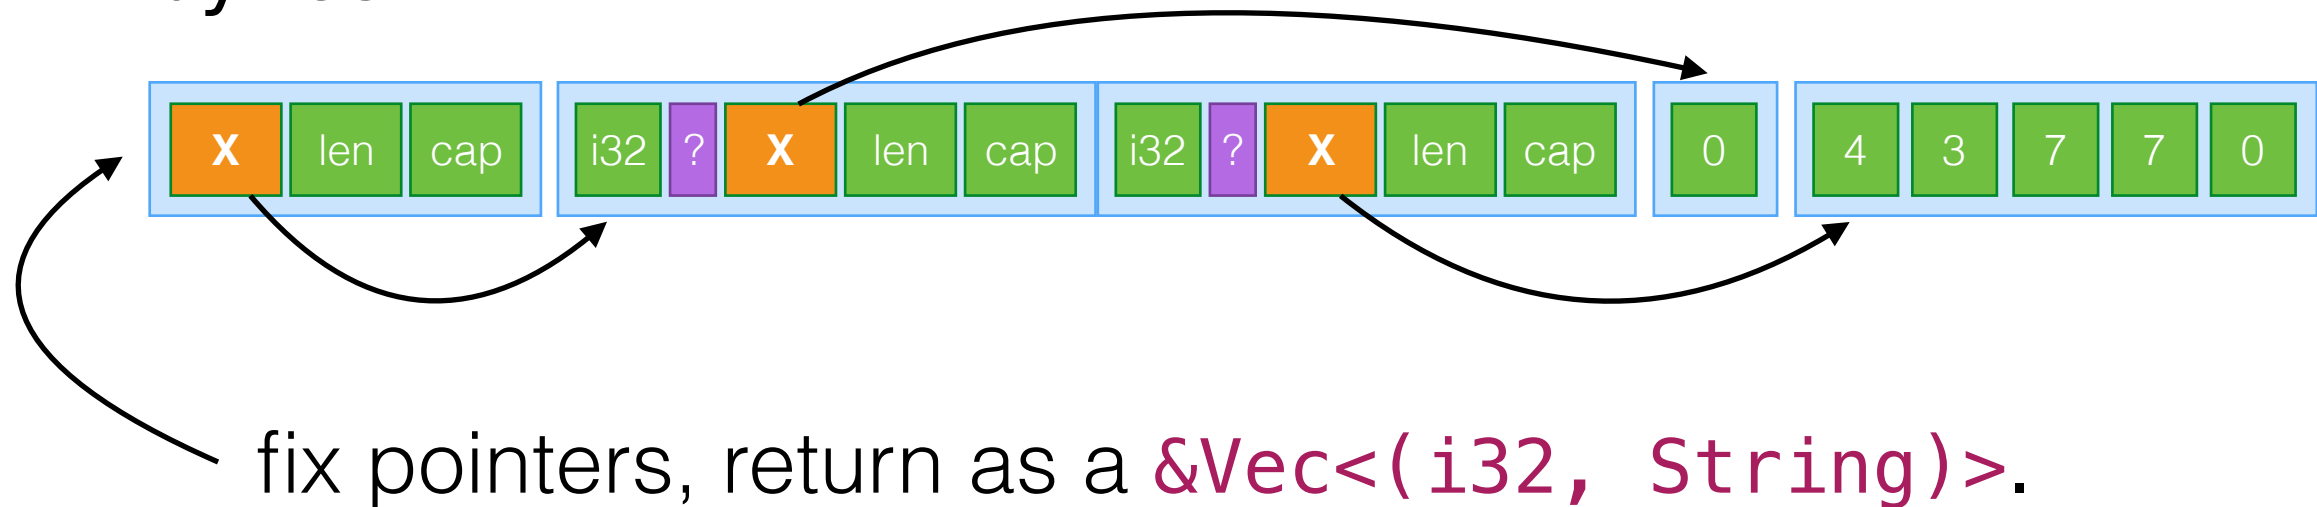 X len cap i32 ? X len cap i32 ? X len cap 0 4 3 7 7 0
fix pointers, return as a &Vec<(i32, String)>.